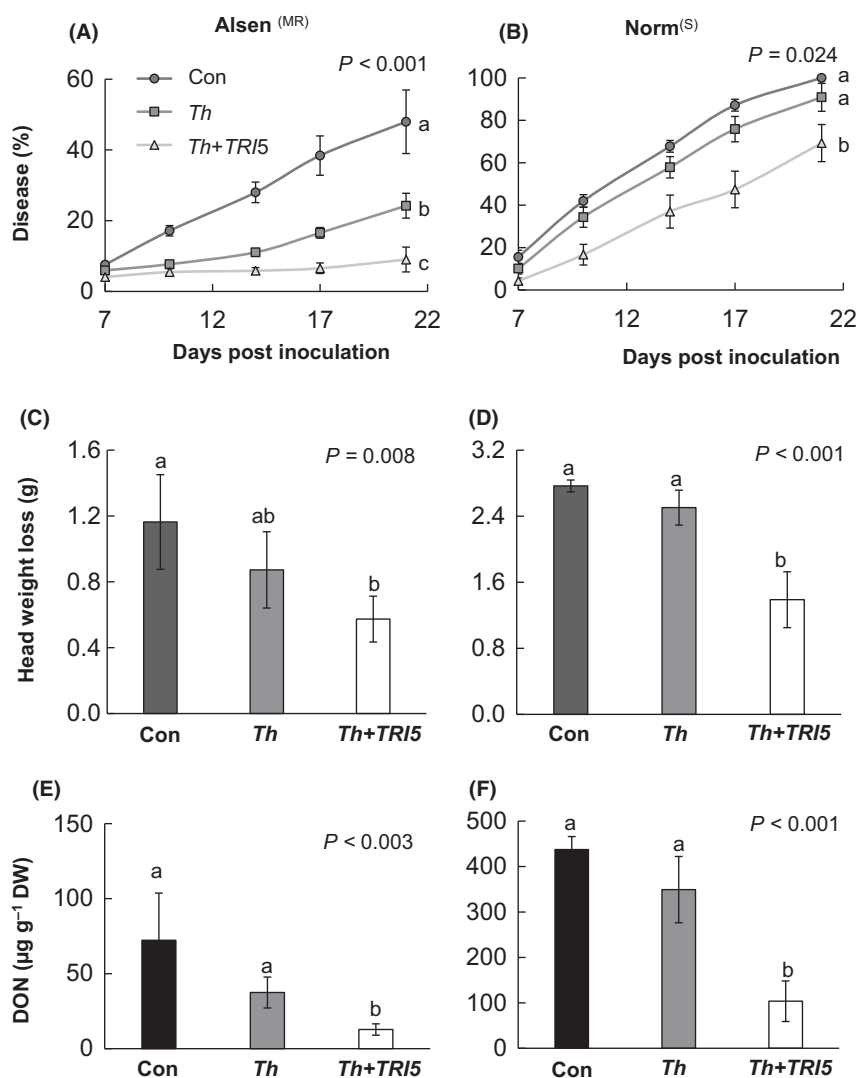 (A) Alsen (MR)
P < 0.001
Con
Th
Th+TRI5
a
b
c
60
40
20
0
Disease (%)
7 12 17 22
Days post inoculation
(B) Norm(S)
P = 0.024
a
a
b
100
80
60
40
20
0
7 12 17 22
Days post inoculation
(C)
P = 0.008
1.6
1.2
0.8
0.4
0.0
Head weight loss (g)
a
ab
b
Con Th Th+TRI5
(D)
P < 0.001
3.2
2.4
1.6
0.8
0.0
a
a
b
Con Th Th+TRI5
(E)
P < 0.003
150
100
50
0
DON (µg g−1 DW)
a
a
b
Con Th Th+TRI5
(F)
P < 0.001
500
400
300
200
100
0
a
a
b
Con Th Th+TRI5